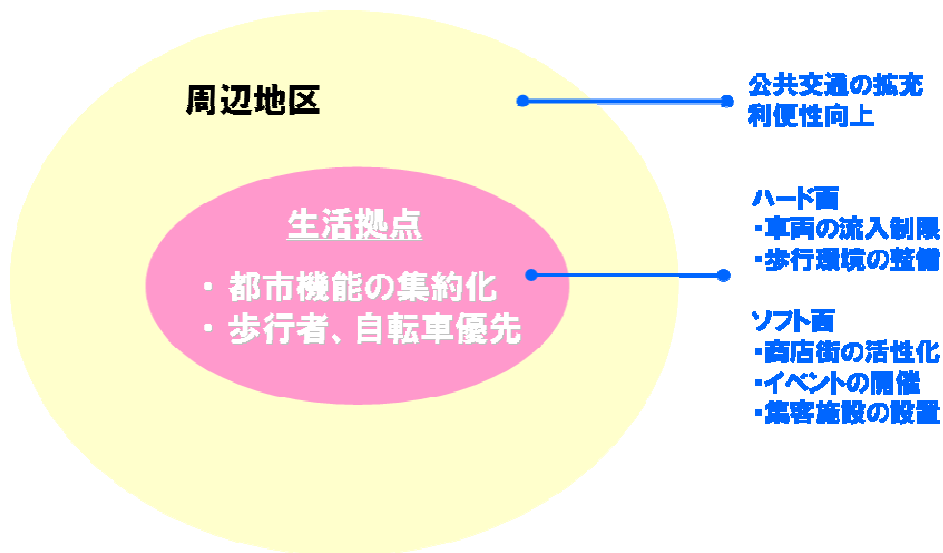 周辺地区
公共交通の拡充
利便性向上
生活拠点
・ 都市機能の集約化
・ 歩行者、自転車優先
ハード面
・車両の流入制限
・歩行環境の整備
ソフト面
・商店街の活性化
・イベントの開催
・集客施設の設置